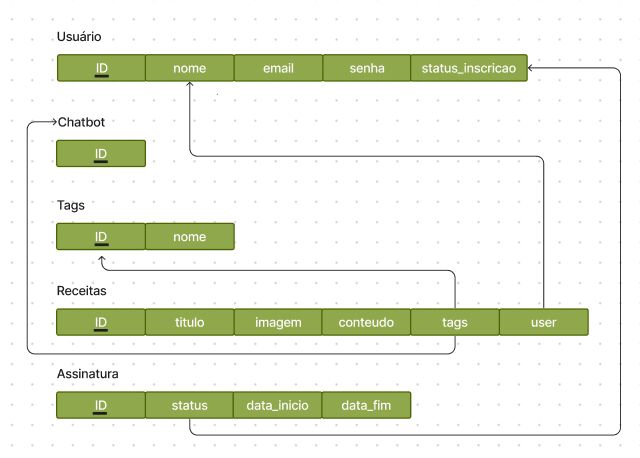 Usuário
ID nome email senha status_inscricao
Chatbot
ID
Tags
ID nome
Receitas
ID titulo imagem conteudo tags user
Assinatura
ID status data_inicio data_fim